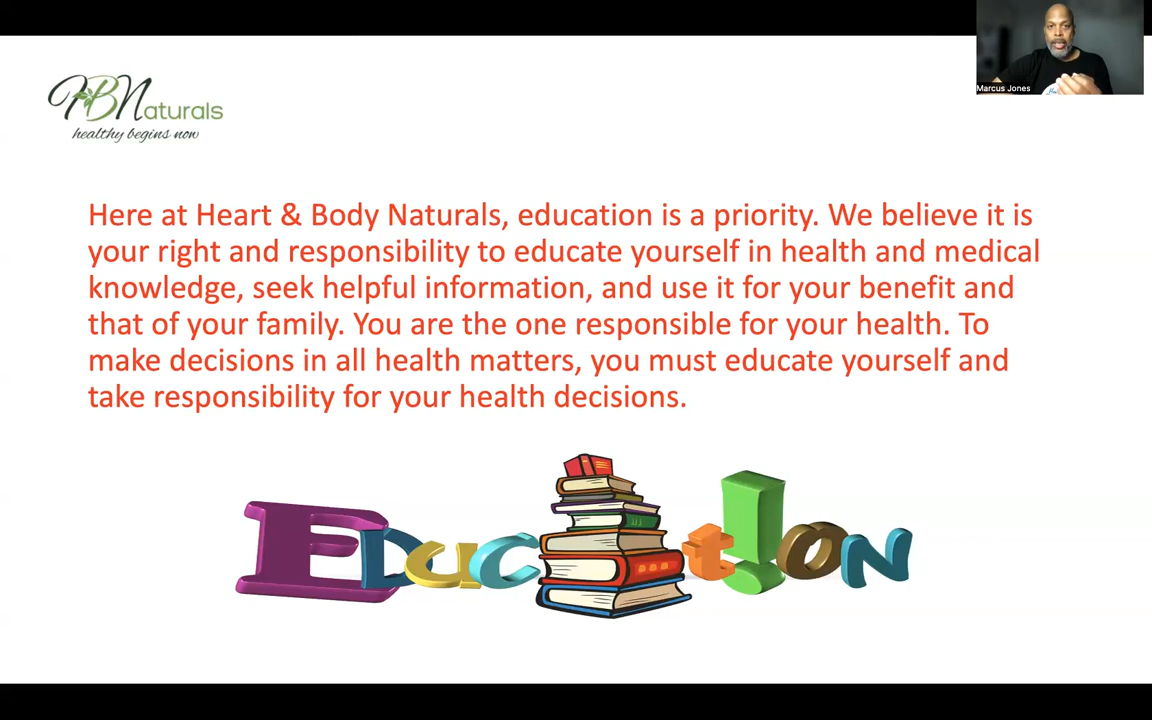 HBNaturals
healthy begins now
Marcus Jones
Here at Heart & Body Naturals, education is a priority. We believe it is
your right and responsibility to educate yourself in health and medical
knowledge, seek helpful information, and use it for your benefit and
that of your family. You are the one responsible for your health. To
make decisions in all health matters, you must educate yourself and
take responsibility for your health decisions.
Educat!on